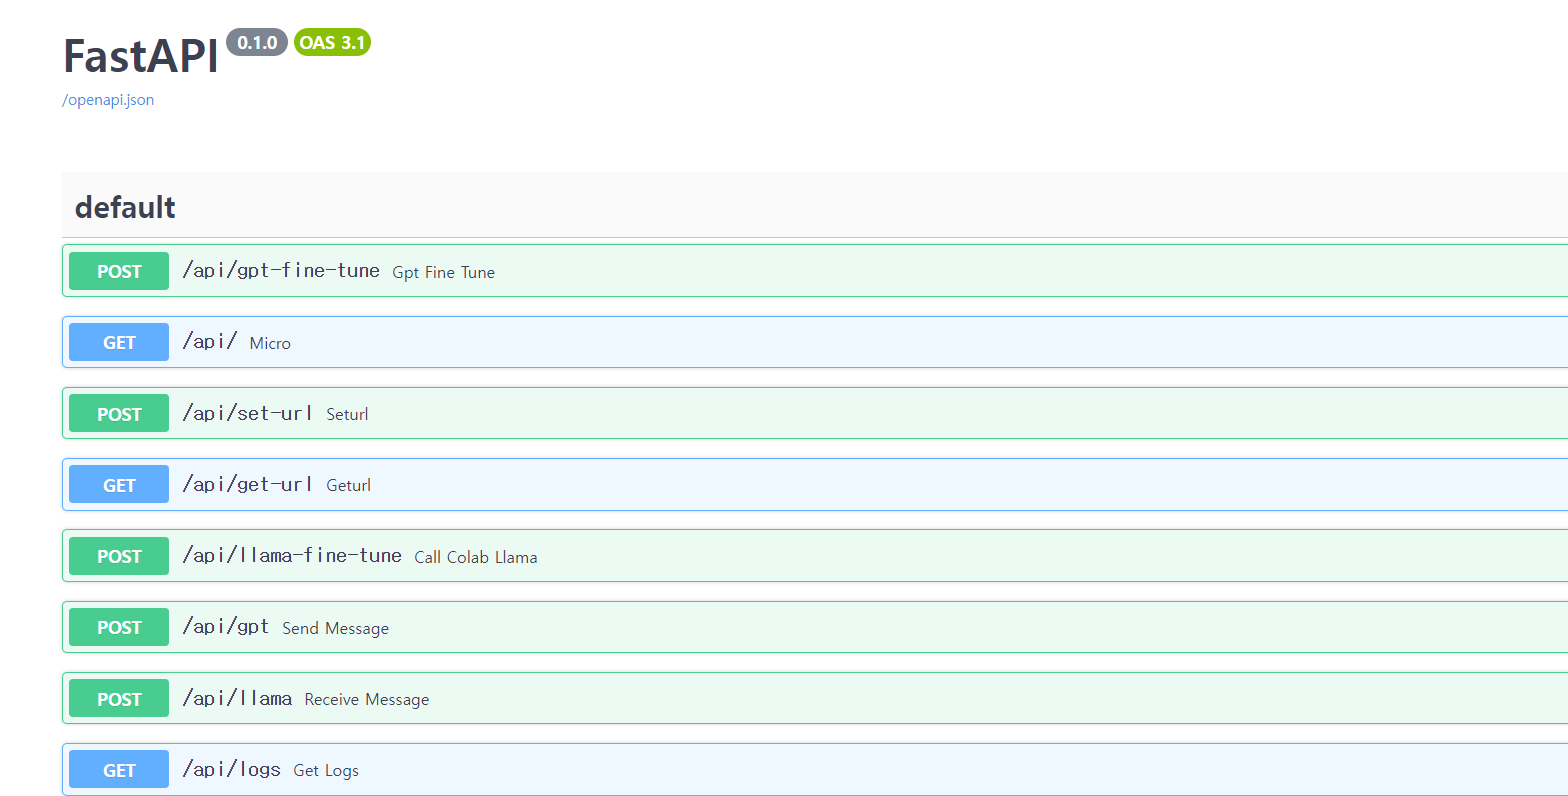 FastAPI 0.1.0 OAS 3.1
/openapi.json
default
POST /api/gpt-fine-tune Gpt Fine Tune
GET /api/ Micro
POST /api/set-url Seturl
GET /api/get-url Geturl
POST /api/llama-fine-tune Call Colab Llama
POST /api/gpt Send Message
POST /api/llama Receive Message
GET /api/logs Get Logs